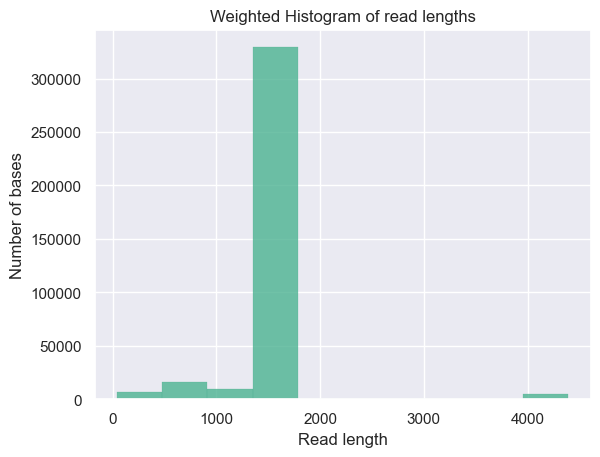 Weighted Histogram of read lengths
Number of bases
300000
250000
200000
150000
100000
50000
0
0 1000 2000 3000 4000
Read length